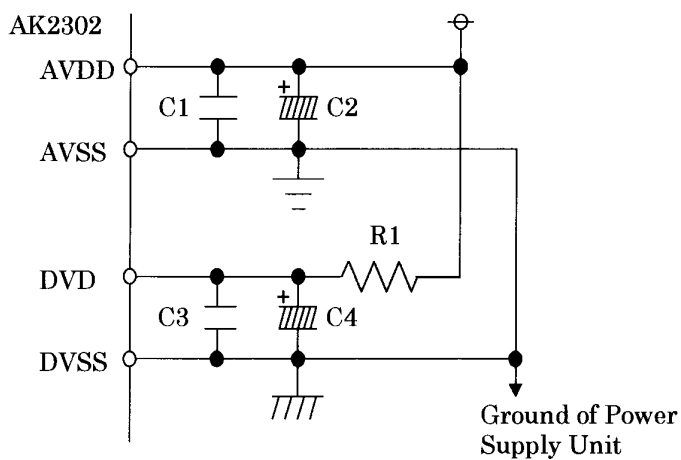 AK2302
AVDD
C1
+
C2
AVSS
R1
DVD
C3
+
C4
DVSS
Ground of Power
Supply Unit